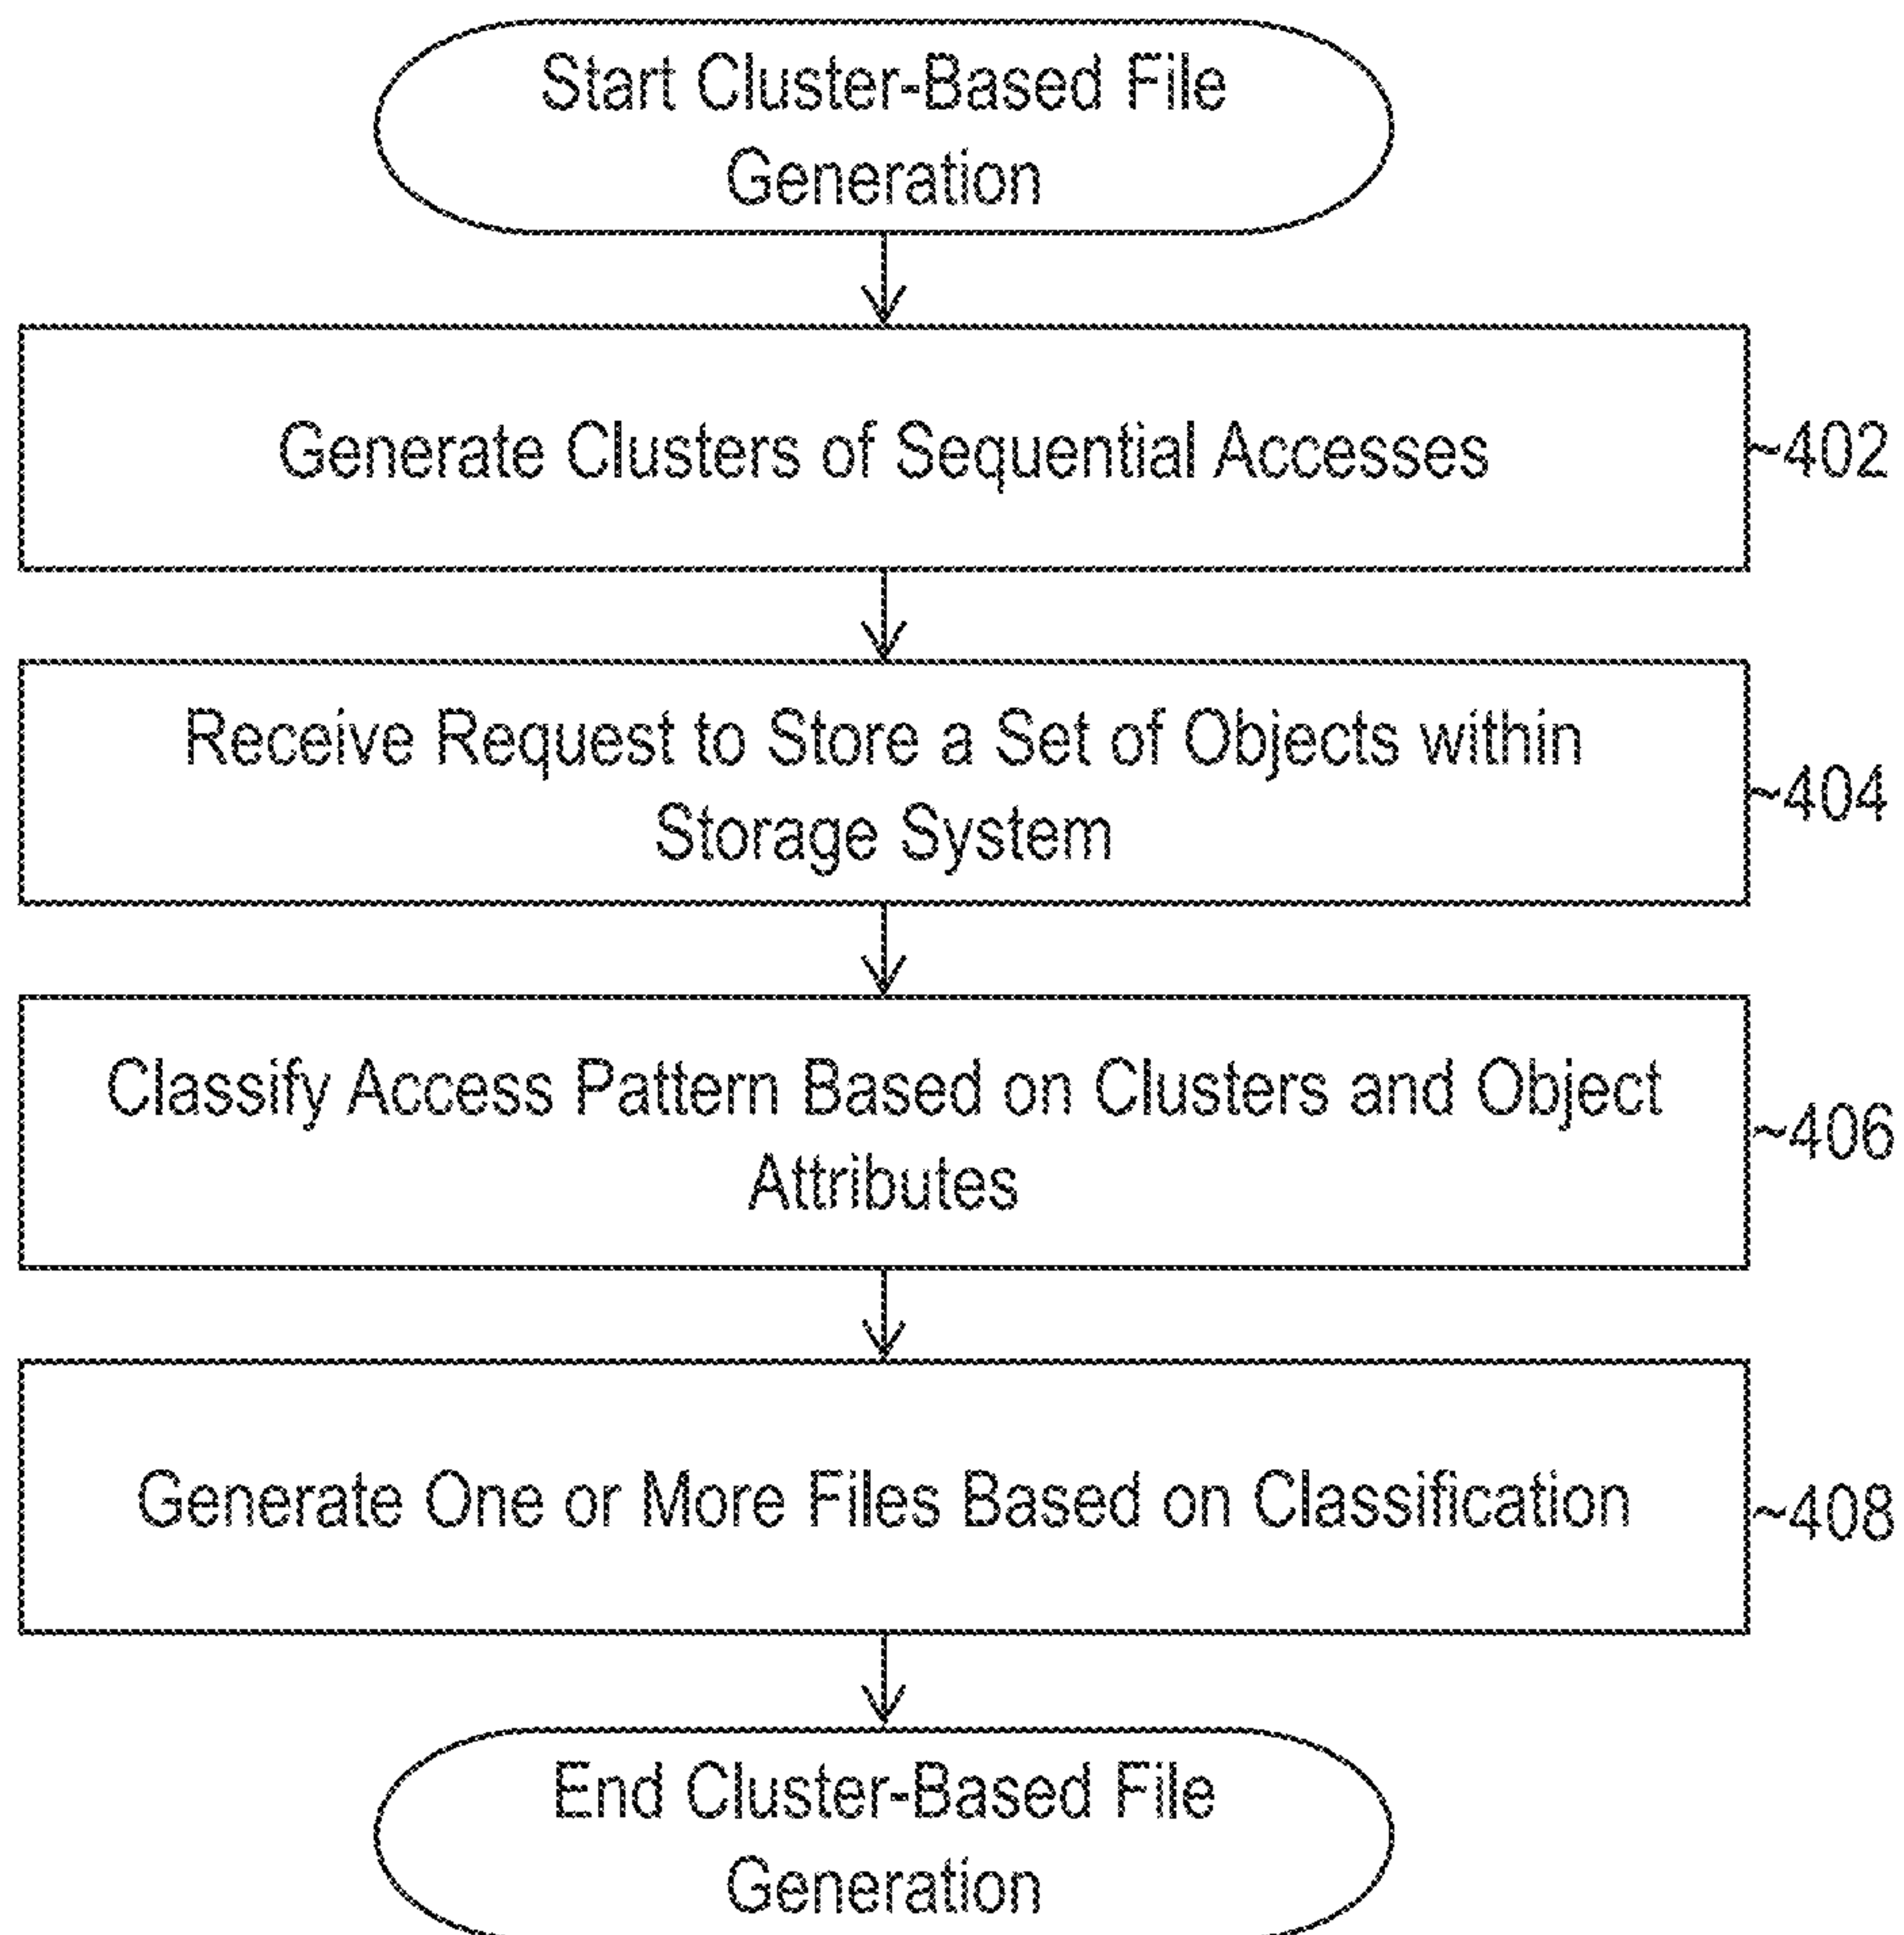 Start Cluster-Based File
Generation
Generate Clusters of Sequential Accesses
~402
Receive Request to Store a Set of Objects within
Storage System
~404
Classify Access Pattern Based on Clusters and Object
Attributes
~406
Generate One or More Files Based on Classification
~408
End Cluster-Based File
Generation